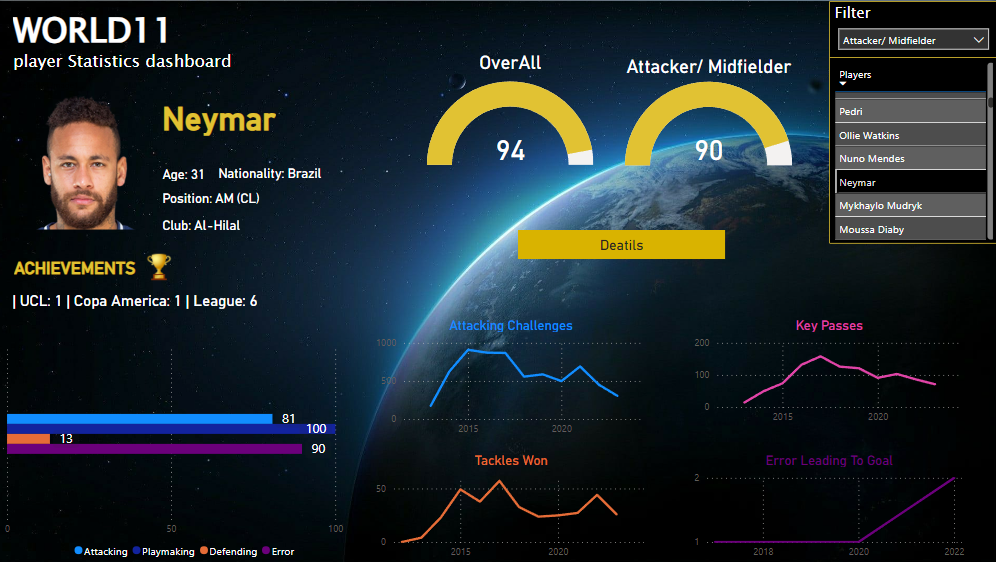 WORLD11
player Statistics dashboard
Filter
Attacker/ Midfielder
Players
Pedri
Ollie Watkins
Nuno Mendes
Neymar
Mykhaylo Mudryk
Moussa Diaby
OverAll
94
Attacker/ Midfielder
90
Neymar
Age: 31 Nationality: Brazil
Position: AM (CL)
Club: Al-Hilal
Deatils
ACHIEVEMENTS
| UCL: 1 | Copa America: 1 | League: 6
81
100
13
90
0 50 100
Attacking Playmaking Defending Error
Attacking Challenges
1000
500
0
2015 2020
Key Passes
200
100
0
2015 2020
Tackles Won
50
0
2015 2020
Error Leading To Goal
2
1
2018 2020 2022